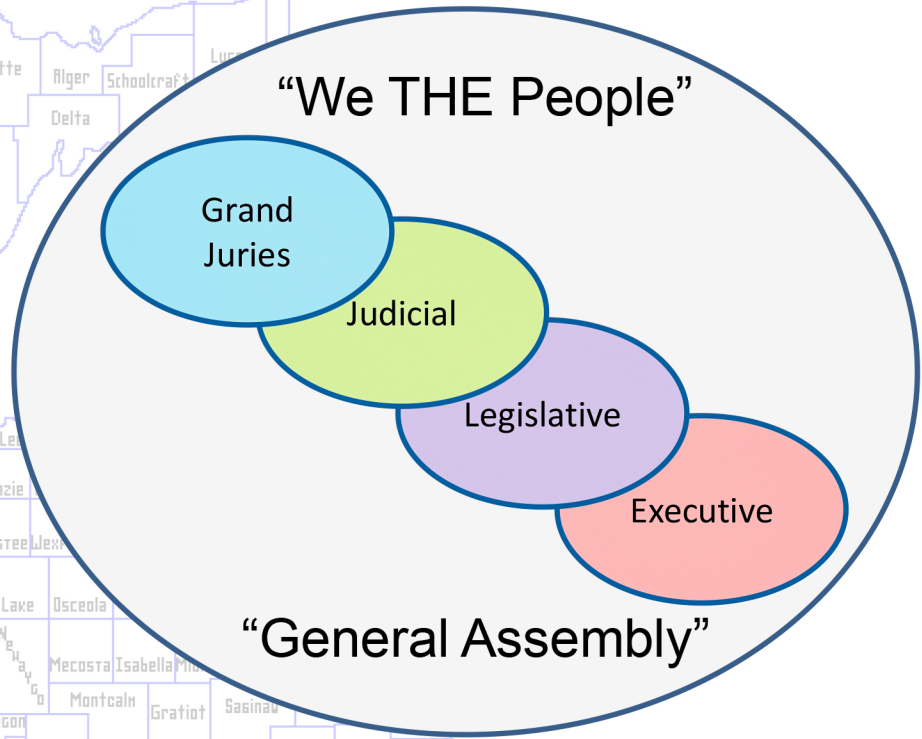 “We THE People”
Grand
Juries
Judicial
Legislative
Executive
“General Assembly”
Alger
Schoolcraft
Delta
Lake
Osceola
Mecosta
Isabella
Montcalm
Gratiot
Saginaw